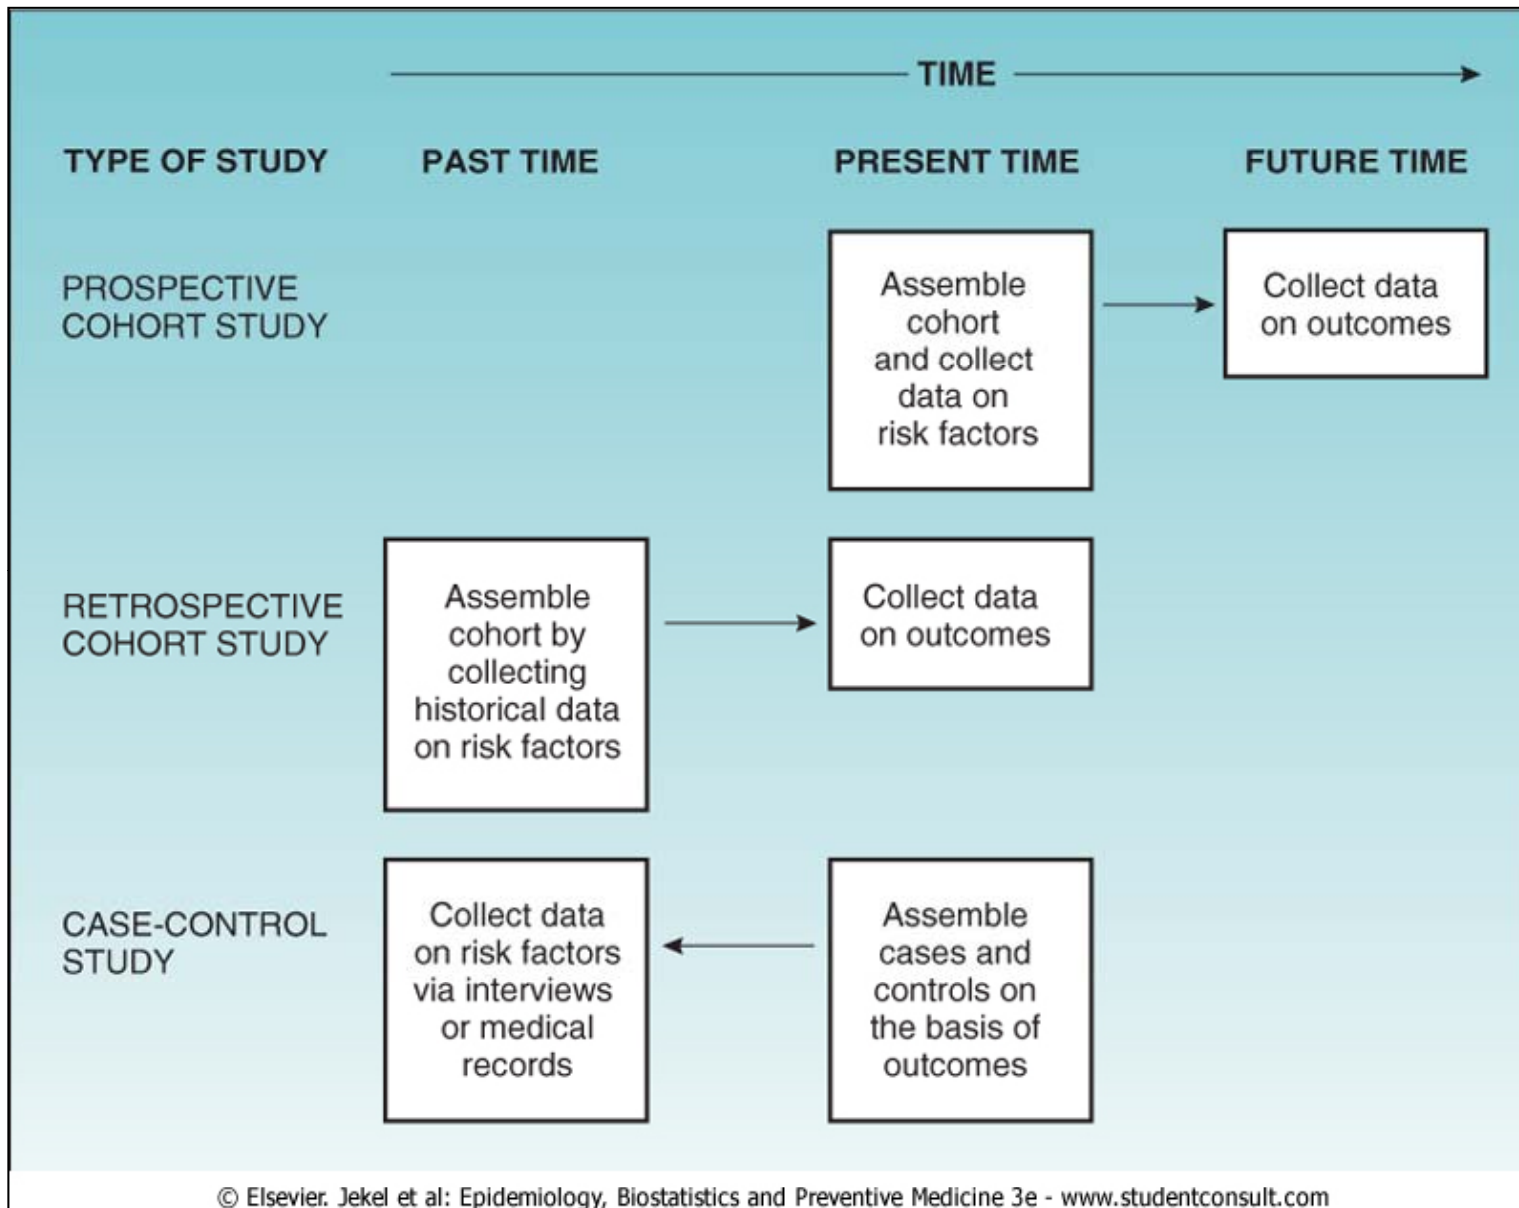 TIME
TYPE OF STUDY PAST TIME PRESENT TIME FUTURE TIME
PROSPECTIVE
COHORT STUDY
Assemble
cohort
and collect
data on
risk factors
Collect data
on outcomes
RETROSPECTIVE
COHORT STUDY
Assemble
cohort by
collecting
historical data
on risk factors
Collect data
on outcomes
CASE-CONTROL
STUDY
Collect data
on risk factors
via interviews
or medical
records
Assemble
cases and
controls on
the basis of
outcomes
© Elsevier. Jekel et al: Epidemiology, Biostatistics and Preventive Medicine 3e - www.studentconsult.com